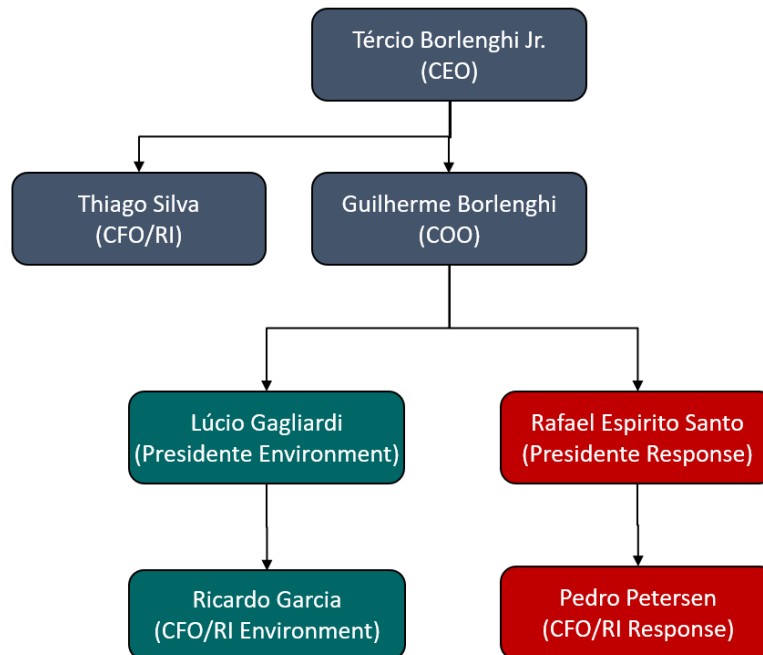 Tércio Borlenghi Jr.
(CEO)
Thiago Silva
(CFO/RI)
Guilherme Borlenghi
(COO)
Lúcio Gagliardi
(Presidente Environment)
Rafael Espirito Santo
(Presidente Response)
Ricardo Garcia
(CFO/RI Environment)
Pedro Petersen
(CFO/RI Response)